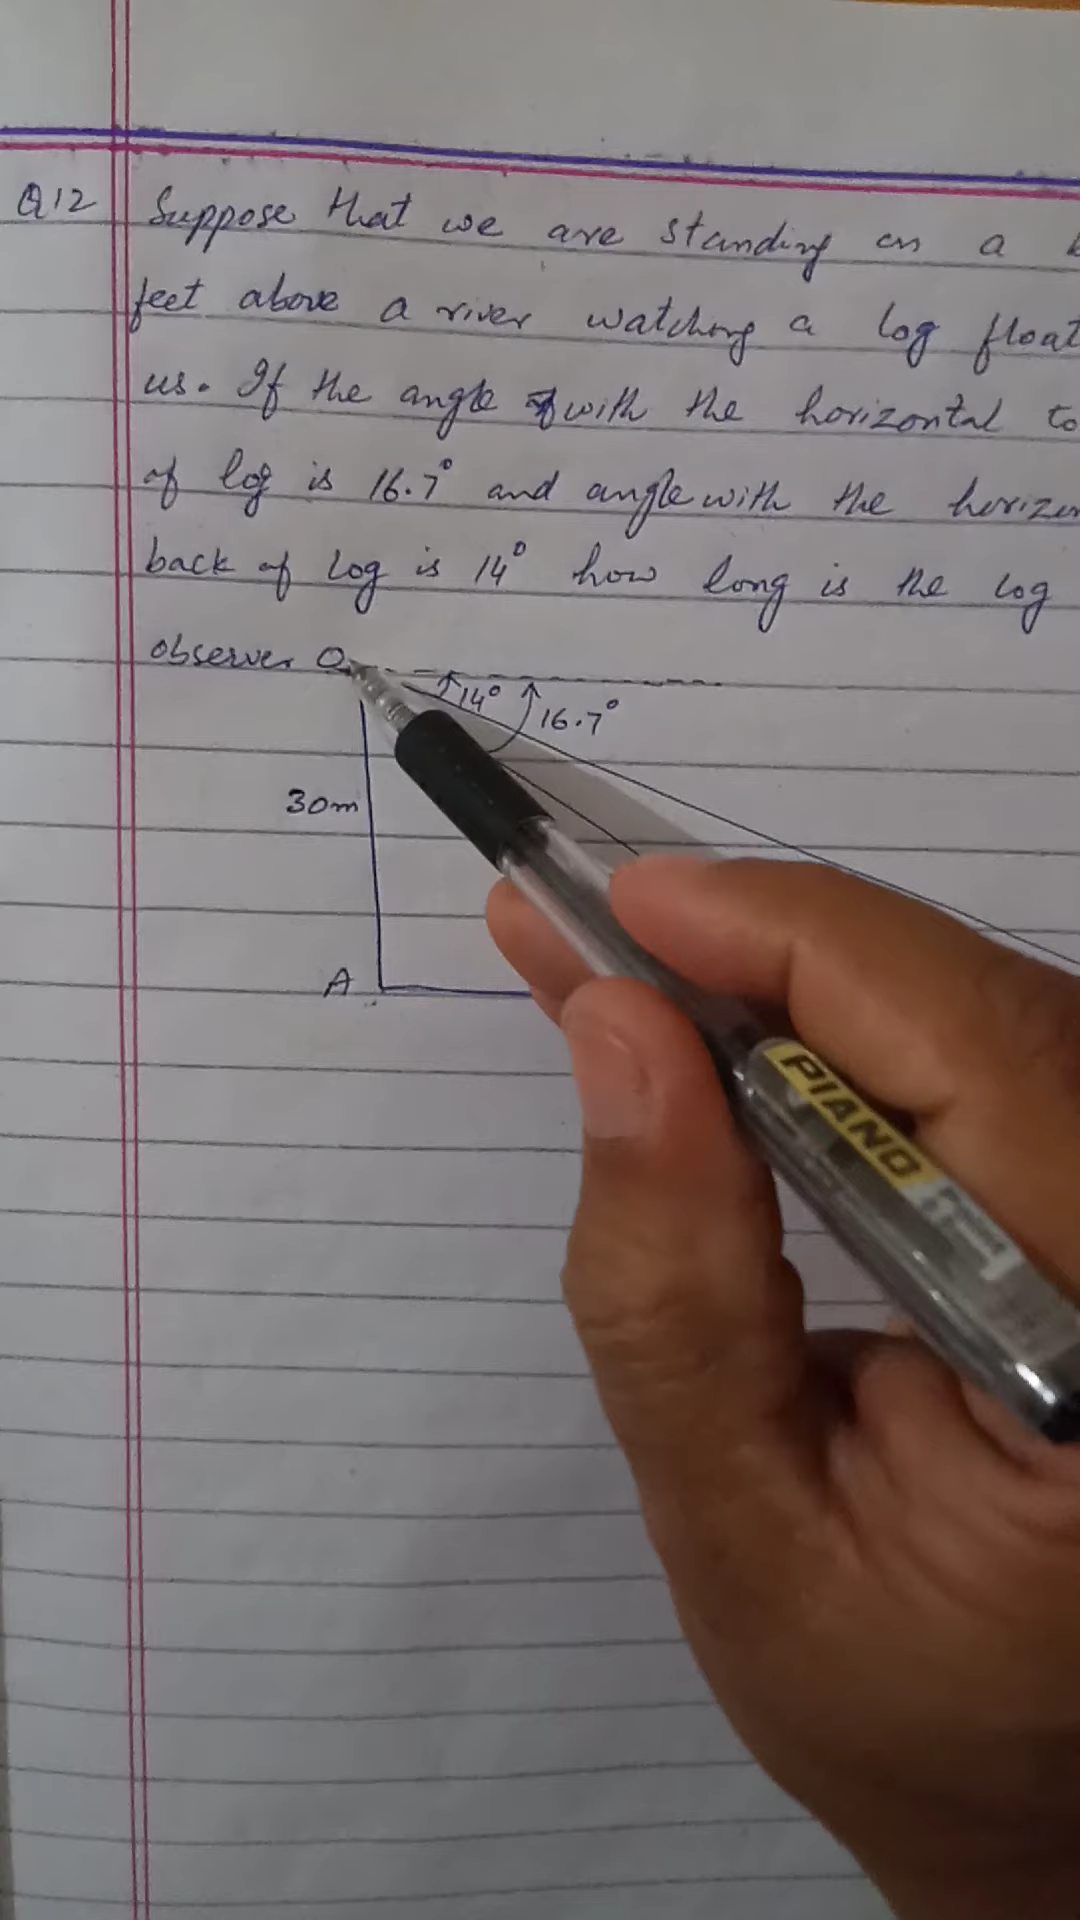 Q12 Suppose that we are standing on a
feet above a river watching a log float
us. If the angle with the horizontal to
of log is 16.7° and angle with the horizon
back of log is 14° how long is the log
observer O
14°
16.7°
30m
A
PIANO